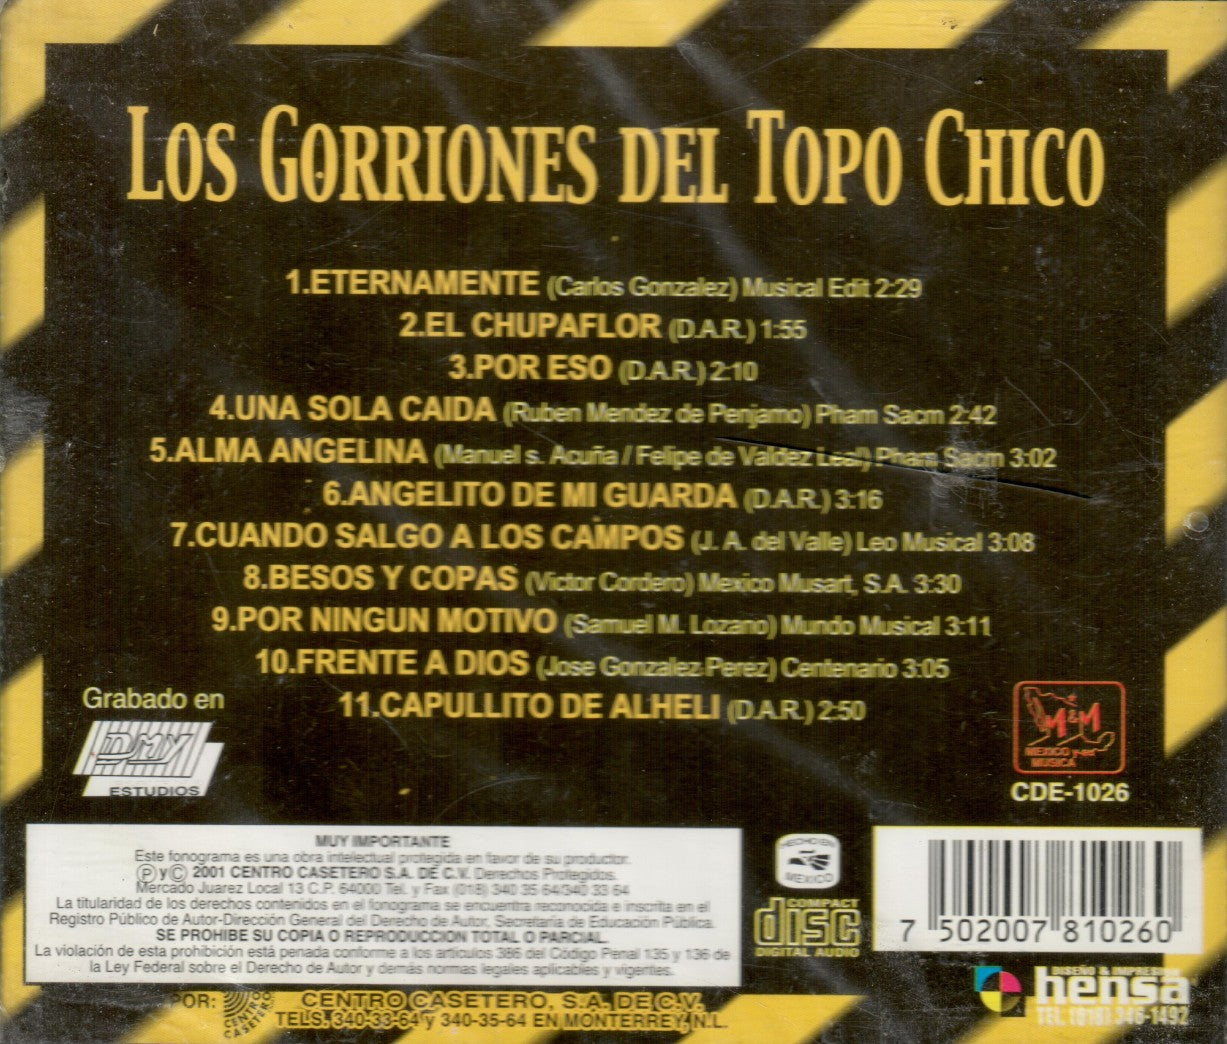 LOS GORRIONES DEL TOPO CHICO
1.ETERNAMENTE (Carlos Gonzalez) Musical Edit 2:29
2.EL CHUPAFLOR (D.A.R.) 1:55
3.POR ESO (D.A.R.) 2:10
4.UNA SOLA CAIDA (Ruben Mendez de Penjamo) Pham Sacm 2:42
5.ALMA ANGELINA (Manuel s. Acuña / Felipe de Valdez Leal) Pham Sacm 3:02
6.ANGELITO DE MI GUARDA (D.A.R.) 3:16
7.CUANDO SALGO A LOS CAMPOS (J. A. del Valle) Leo Musical 3:08
8.BESOS Y COPAS (Victor Cordero) Mexico Musart, S.A. 3:30
9.POR NINGUN MOTIVO (Samuel M. Lozano) Mundo Musical 3:11
10.FRENTE A DIOS (Jose Gonzalez Perez) Centenario 3:05
11.CAPULLITO DE ALHELI (D.A.R.) 2:50
Grabado en
DMY
ESTUDIOS
M&M
MEXICO y su
MUSICA
CDE-1026
MUY IMPORTANTE
Este fonograma es una obra intelectual protegida en favor de su productor.
Ⓟ y Ⓒ 2001 CENTRO CASETERO S.A. DE C.V. Derechos Protegidos.
Mercado Juarez Local 13 C.P. 64000 Tel. y Fax (018) 340 35 64/340 33 64
La titularidad de los derechos contenidos en el fonograma se encuentra reconocida e inscrita en el
Registro Público de Autor-Dirección General del Derecho de Autor, Secretaría de Educación Pública.
SE PROHIBE SU COPIA O REPRODUCCION TOTAL O PARCIAL.
La violación de esta prohibición está penada conforme a los artículos 386 del Código Penal 135 y 136 de
la Ley Federal sobre el Derecho de Autor y demás normas legales aplicables y vigentes.
HECHO EN
MEXICO
COMPACT
disc
DIGITAL AUDIO
7 502007 810260
POR:
CENTRO
CASETERO
CENTRO CASETERO, S.A. DE C.V.
TELS. 340-33-64 y 340-35-64 EN MONTERREY, N.L.
DISEÑO & IMPRESION
hensa
TEL. (018) 346-1492